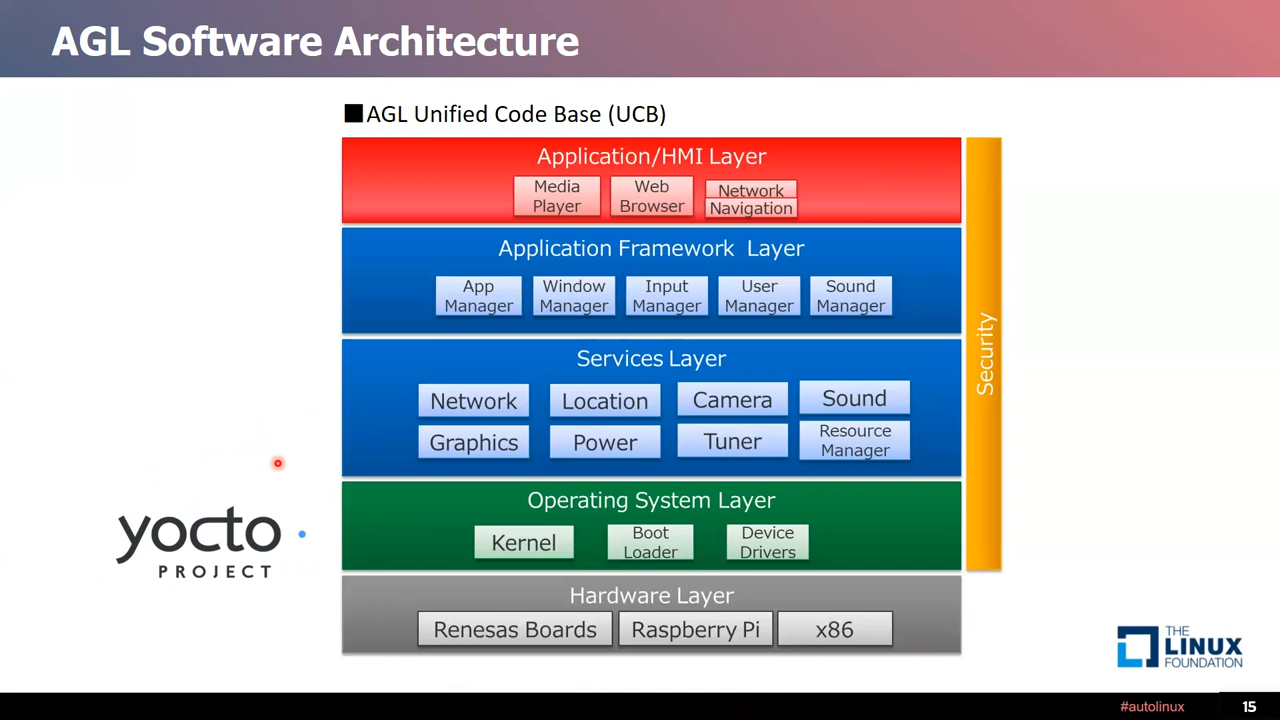 AGL Software Architecture
■AGL Unified Code Base (UCB)
Application/HMI Layer
Media
Player
Web
Browser
Network
Navigation
Application Framework Layer
App
Manager
Window
Manager
Input
Manager
User
Manager
Sound
Manager
Services Layer
Network
Location
Camera
Sound
Graphics
Power
Tuner
Resource
Manager
Operating System Layer
Kernel
Boot
Loader
Device
Drivers
Hardware Layer
Renesas Boards
Raspberry Pi
x86
Security
yocto
PROJECT
THE
LINUX
FOUNDATION
#autolinux
15